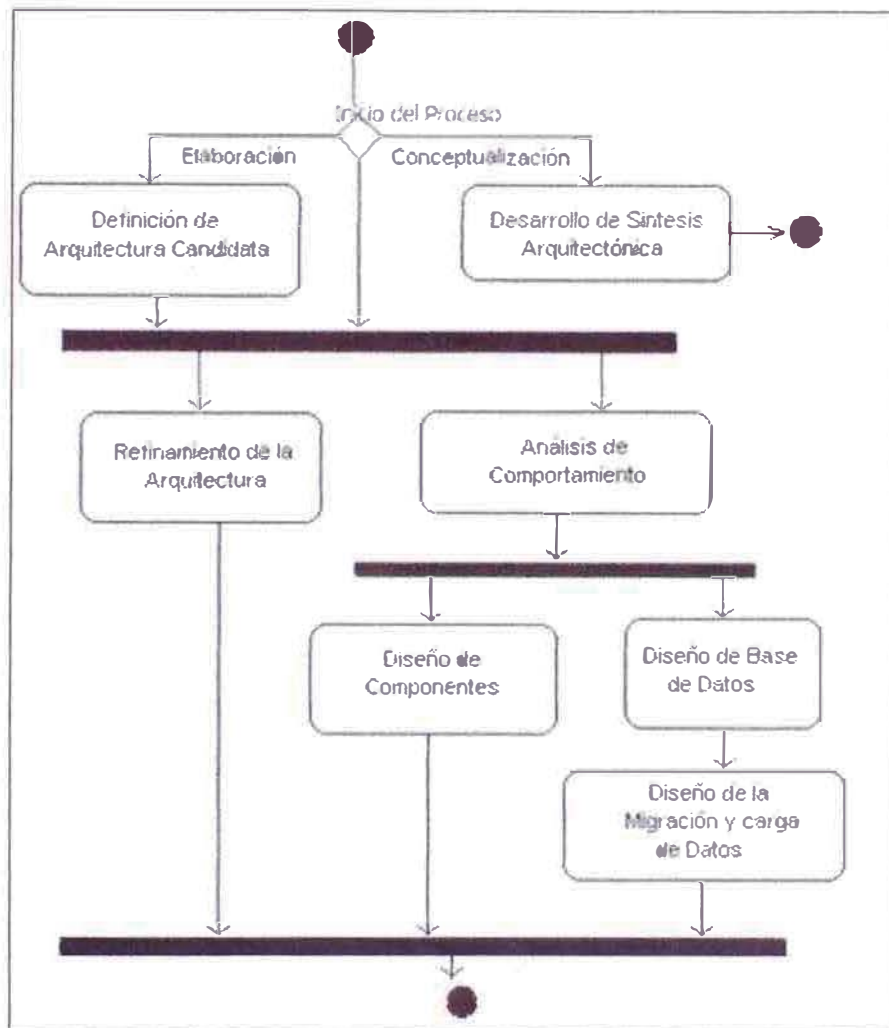 Inicio del Proceso
Elaboración
Conceptualización
Definición de
Arquitectura Candidata
Desarrollo de Síntesis
Arquitectónica
Refinamiento de la
Arquitectura
Análisis de
Comportamiento
Diseño de
Componentes
Diseño de Base
de Datos
Diseño de la
Migración y carga
de Datos